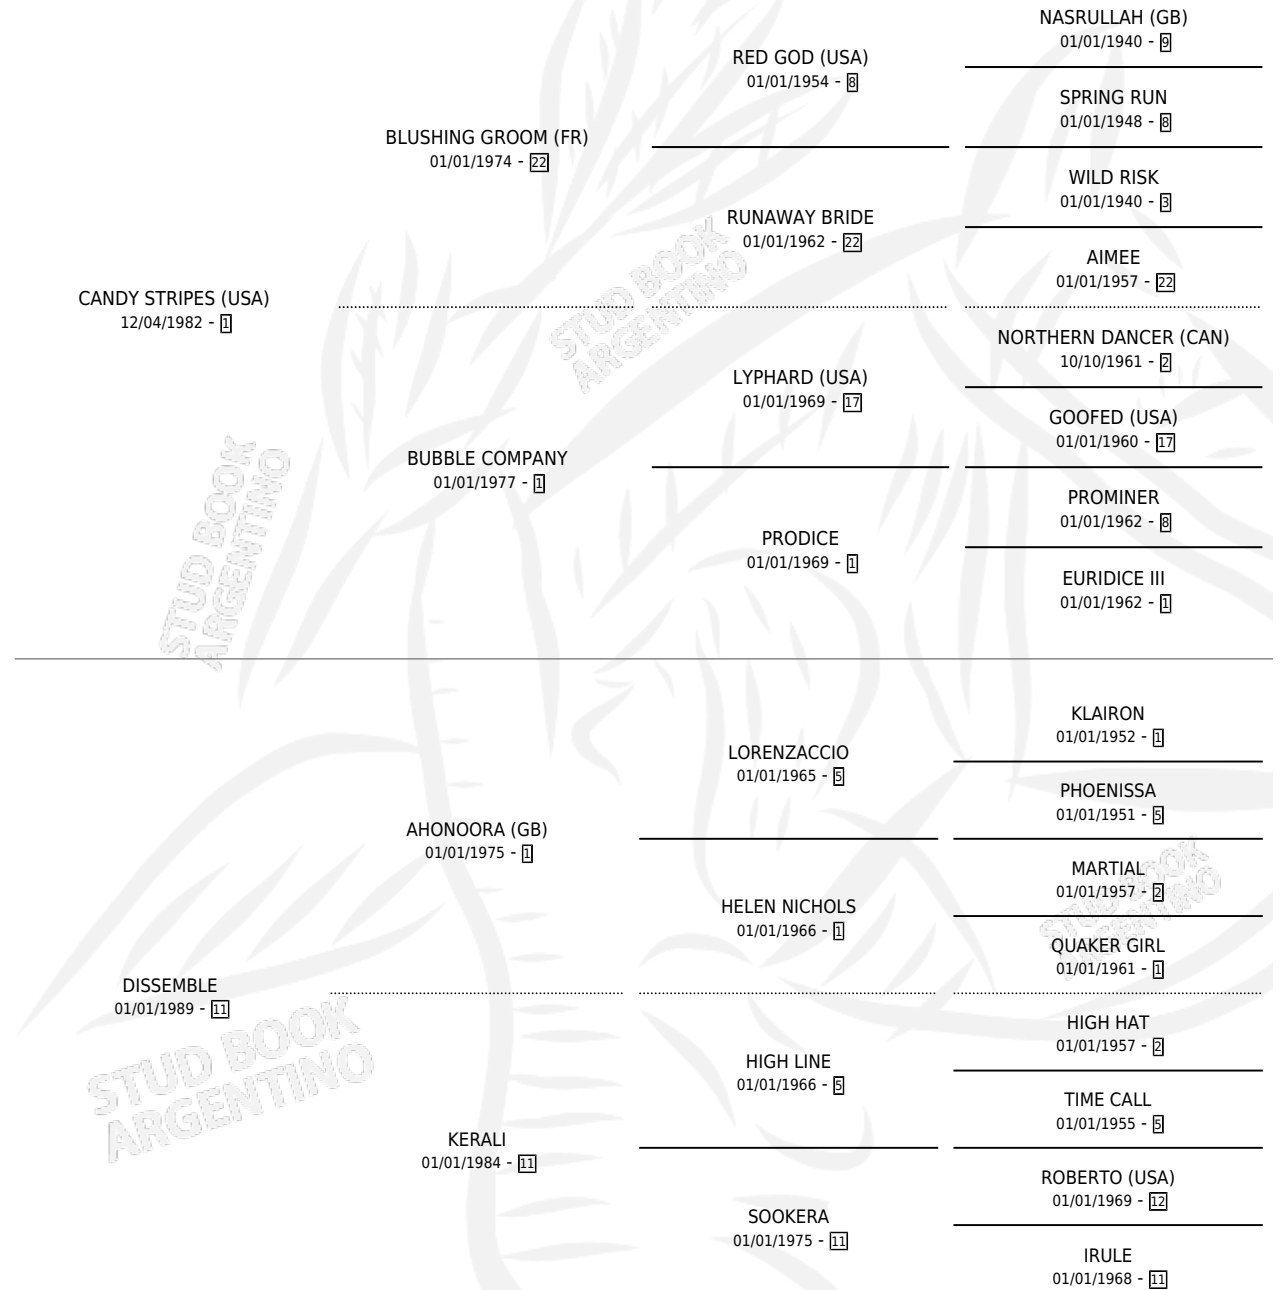 NASRULLAH (GB)
01/01/1940 - 9
RED GOD (USA)
01/01/1954 - 8
SPRING RUN
01/01/1948 - 8
BLUSHING GROOM (FR)
01/01/1974 - 22
WILD RISK
01/01/1940 - 3
RUNAWAY BRIDE
01/01/1962 - 22
AIMEE
01/01/1957 - 22
CANDY STRIPES (USA)
12/04/1982 - 1
NORTHERN DANCER (CAN)
10/10/1961 - 2
LYPHARD (USA)
01/01/1969 - 17
GOOFED (USA)
01/01/1960 - 17
BUBBLE COMPANY
01/01/1977 - 1
PROMINER
01/01/1962 - 8
PRODICE
01/01/1969 - 1
EURIDICE III
01/01/1962 - 1
KLAIRON
01/01/1952 - 1
LORENZACCIO
01/01/1965 - 5
PHOENISSA
01/01/1951 - 5
AHONOORA (GB)
01/01/1975 - 1
MARTIAL
01/01/1957 - 2
HELEN NICHOLS
01/01/1966 - 1
QUAKER GIRL
01/01/1961 - 1
DISSEMBLE
01/01/1989 - 11
HIGH HAT
01/01/1957 - 2
HIGH LINE
01/01/1966 - 5
TIME CALL
01/01/1955 - 5
KERALI
01/01/1984 - 11
ROBERTO (USA)
01/01/1969 - 12
SOOKERA
01/01/1975 - 11
IRULE
01/01/1968 - 11
STUD BOOK
ARGENTINO
STUD BOOK
ARGENTINO
STUD BOOK
ARGENTINO
STUD BOOK
ARGENTINO